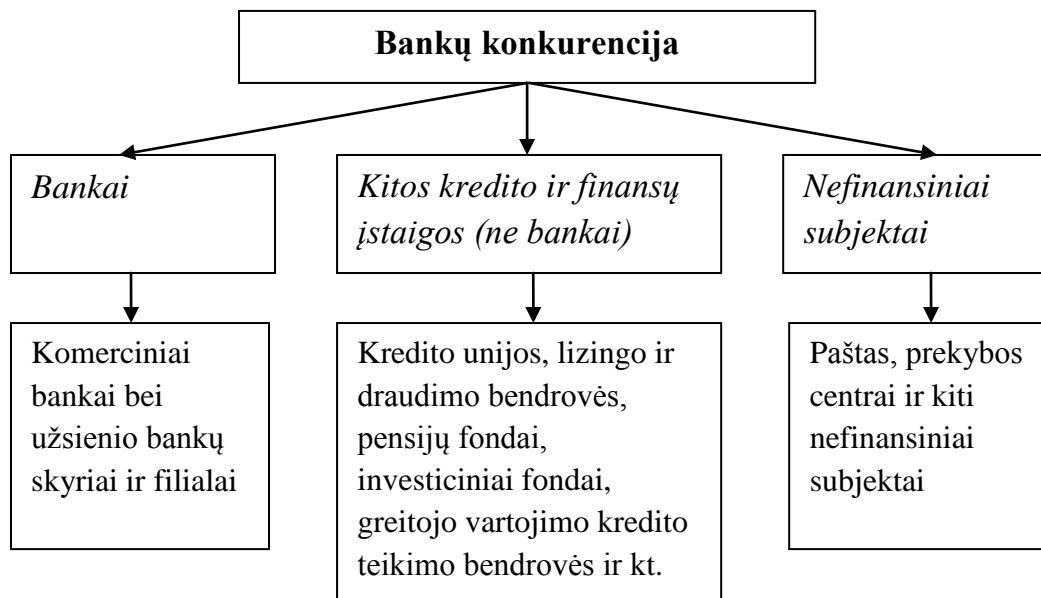 Bankų konkurencija
Bankai
Kitos kredito ir finansų
įstaigos (ne bankai)
Nefinansiniai
subjektai
Komerciniai
bankai bei
užsienio bankų
skyriai ir filialai
Kredito unijos, lizingo ir
draudimo bendrovės,
pensijų fondai,
investiciniai fondai,
greitojo vartojimo kredito
teikimo bendrovės ir kt.
Paštas, prekybos
centrai ir kiti
nefinansiniai
subjektai